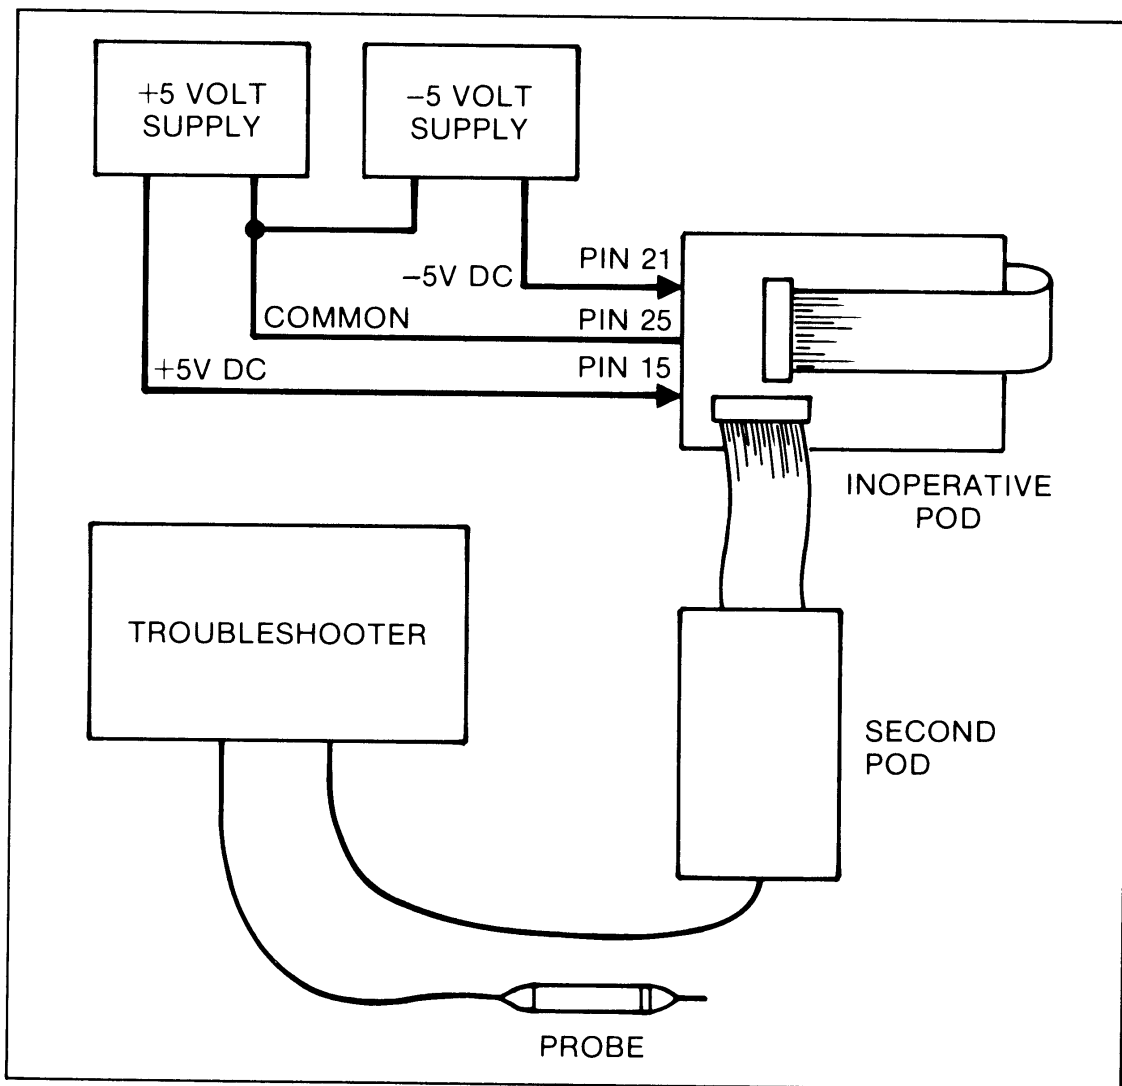 +5 VOLT
SUPPLY
–5 VOLT
SUPPLY
–5V DC
PIN 21
COMMON
PIN 25
+5V DC
PIN 15
INOPERATIVE
POD
TROUBLESHOOTER
SECOND
POD
PROBE